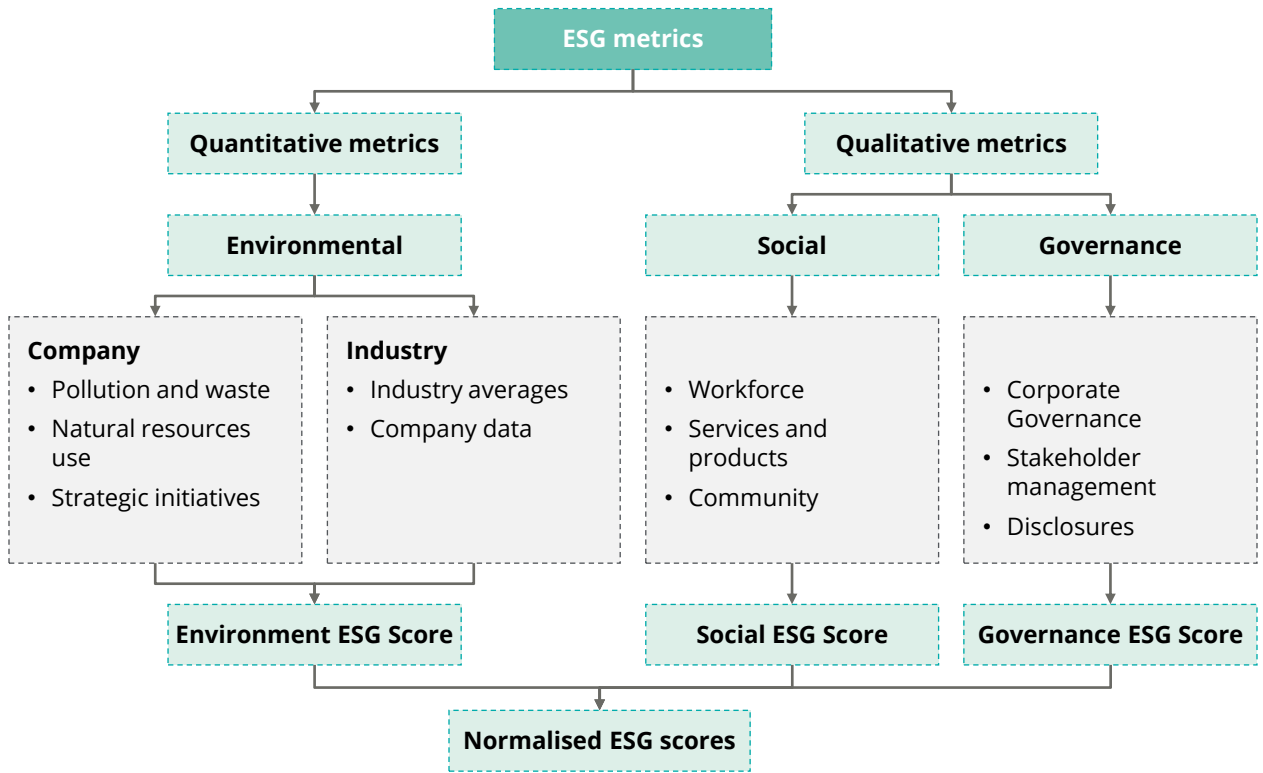 ESG metrics
Quantitative metrics
Qualitative metrics
Environmental
Social
Governance
Company
• Pollution and waste
• Natural resources
use
• Strategic initiatives
Industry
• Industry averages
• Company data
• Workforce
• Services and
products
• Community
• Corporate
Governance
• Stakeholder
management
• Disclosures
Environment ESG Score
Social ESG Score
Governance ESG Score
Normalised ESG scores